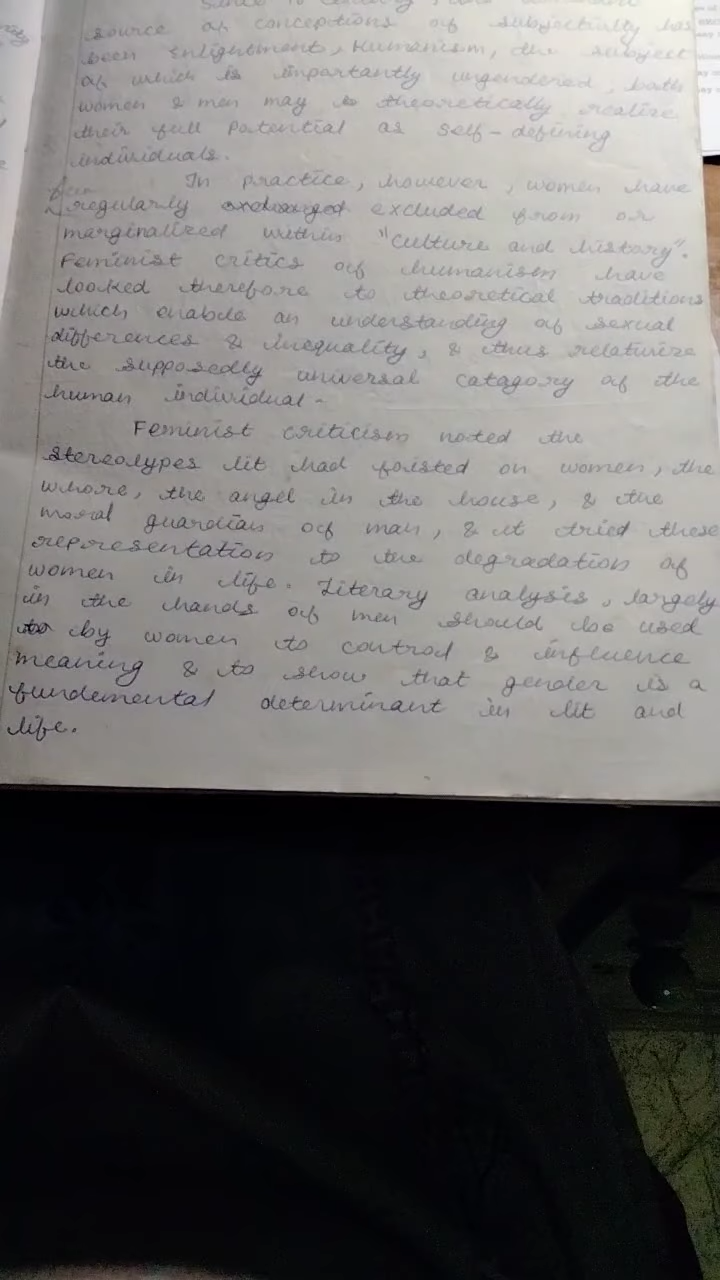 source of conceptions of subjectivity has
been Enlightment, Humanism, the subject
of which is importantly ungendered, both
women & men may to theoretically realize
their full potential as self-defining
individuals.
In practice, however, women have
regularly exchanged excluded from or
marginalized within "culture and history".
Feminist critics of humanism have
looked therefore to theoretical traditions
which enable an understanding of sexual
differences & inequality, & thus relativize
the supposedly universal catagory of the
human individual-
Feminist criticism noted the
stereotypes lit had foisted on women, the
whore, the angel in the house, & the
moral guardian of man, & it tried these
representation to the degradation of
women in life. Literary analysis, largely
in the hands of men should be used
by women to control & influence
meaning & to show that gender is a
fundemental determinant in lit and
life.